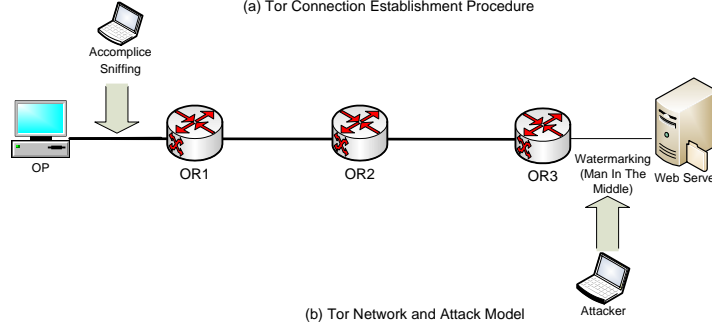 (a) Tor Connection Establishment Procedure
Accomplice
Sniffing
OP
OR1
OR2
OR3
Watermarking
(Man In The
Middle)
Web Serve
Attacker
(b) Tor Network and Attack Model